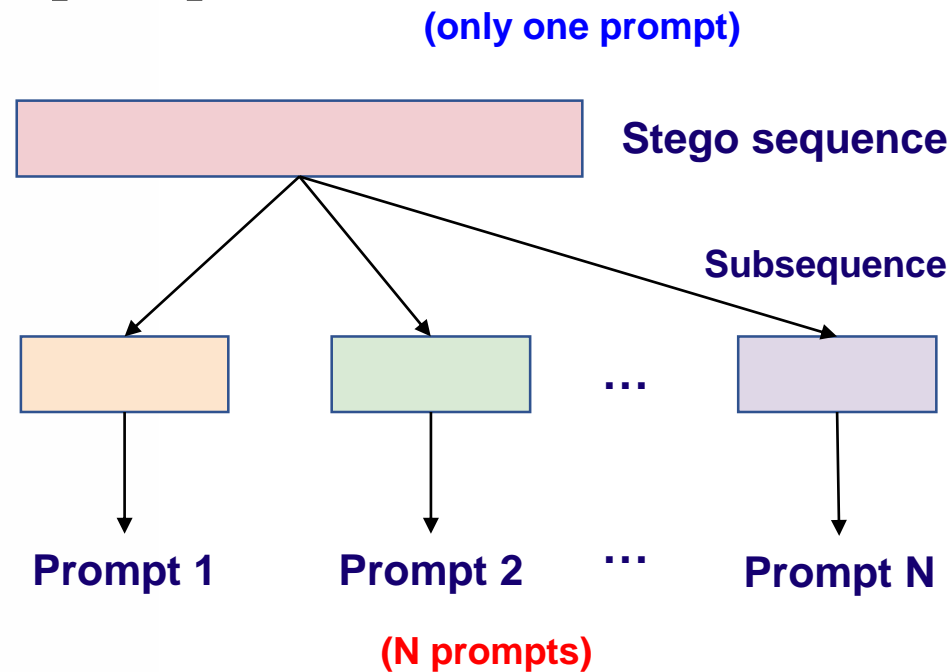 (only one prompt)
Stego sequence
Subsequence
…
Prompt 1 Prompt 2 … Prompt N
(N prompts)